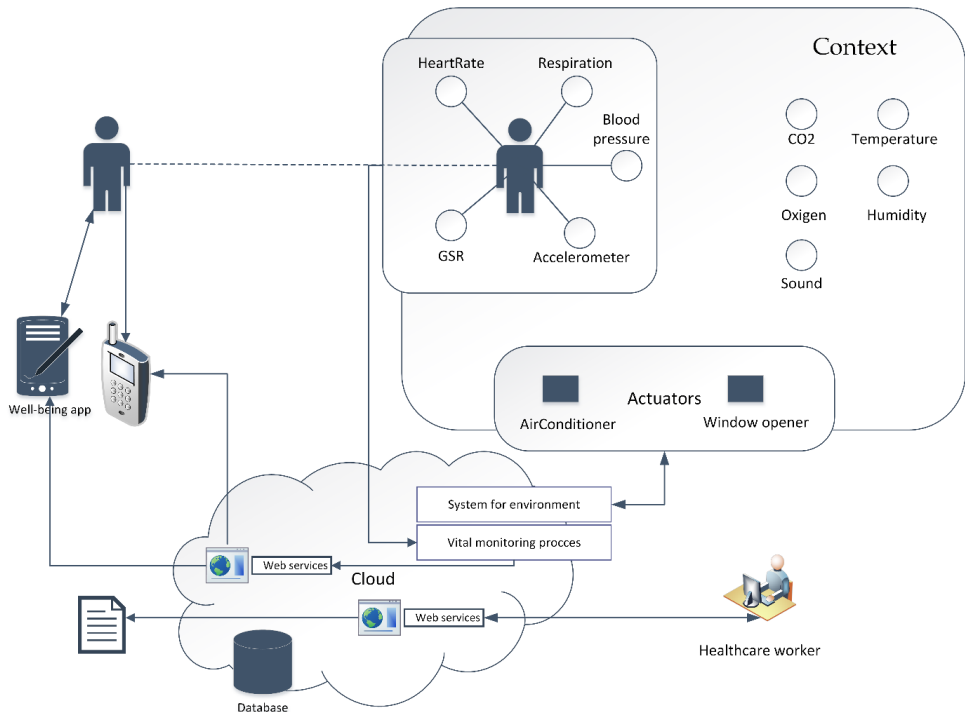 Context
HeartRate
Respiration
Blood
pressure
GSR
Accelerometer
CO2
Temperature
Oxigen
Humidity
Sound
Well-being app
Actuators
AirConditioner
Window opener
System for environment
Vital monitoring procces
Web services
Cloud
Web services
Healthcare worker
Database